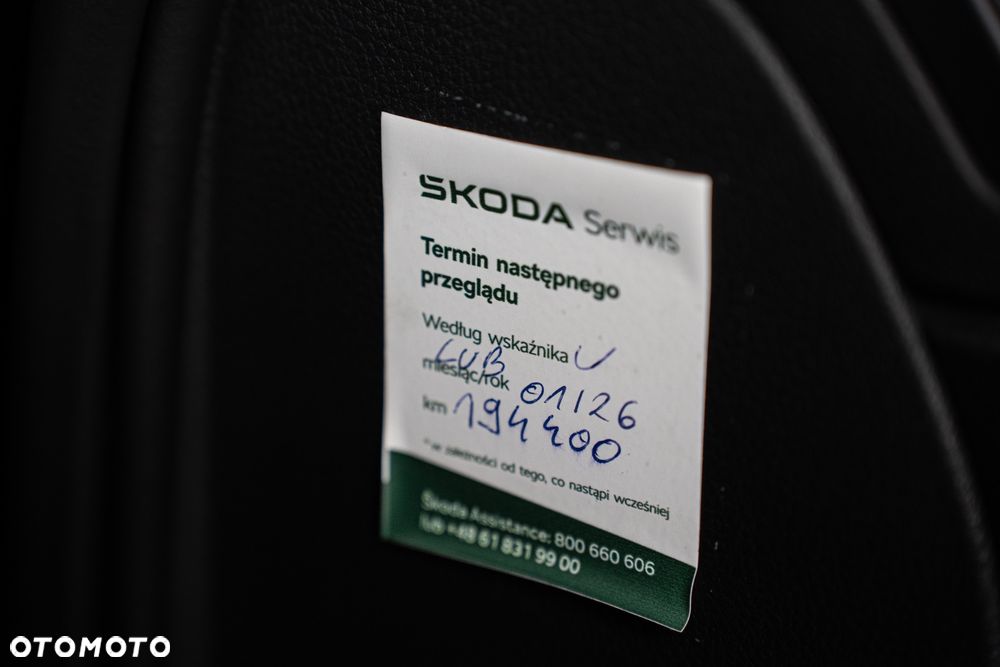 ŠKODA Serwis
Termin następnego
przeglądu
Według wskaźnika V
LUB
miesiąc/rok 01/26
km 194400
* w zależności od tego, co nastąpi wcześniej
Škoda Assistance: 800 660 606
lub +48 61 831 99 00
OTOMOTO